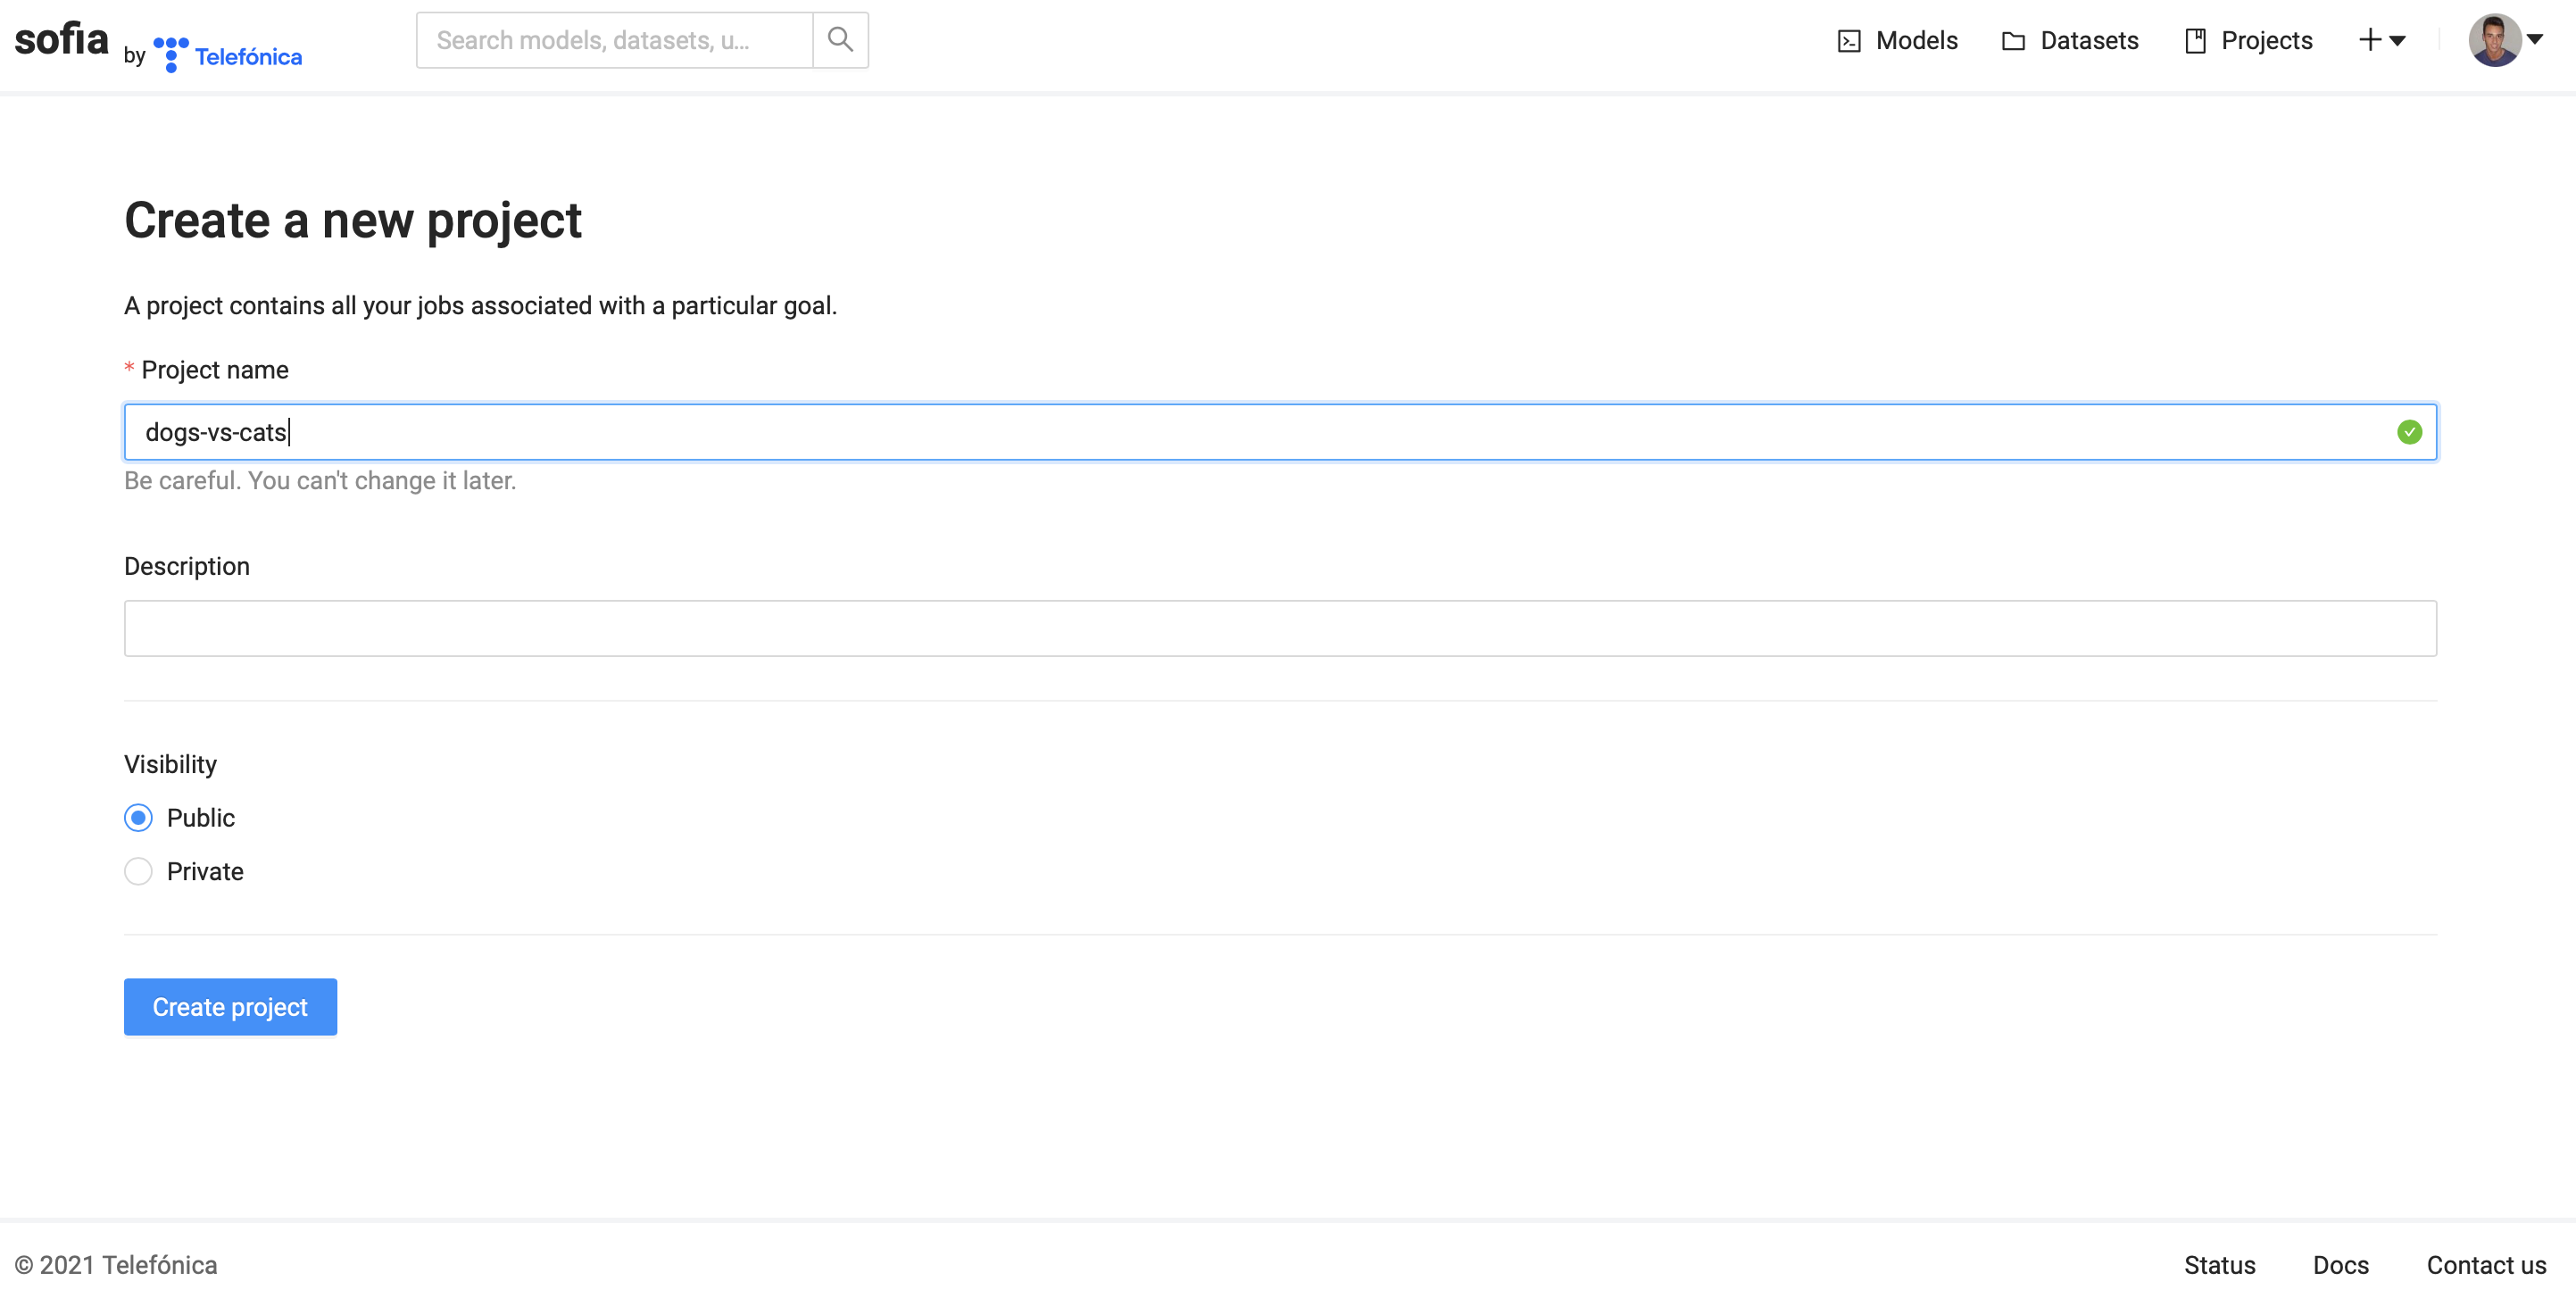 sofia by Telefónica
Search models, datasets, u...
Models
Datasets
Projects
Create a new project
A project contains all your jobs associated with a particular goal.
* Project name
dogs-vs-cats
Be careful. You can't change it later.
Description
Visibility
Public
Private
Create project
© 2021 Telefónica
Status
Docs
Contact us